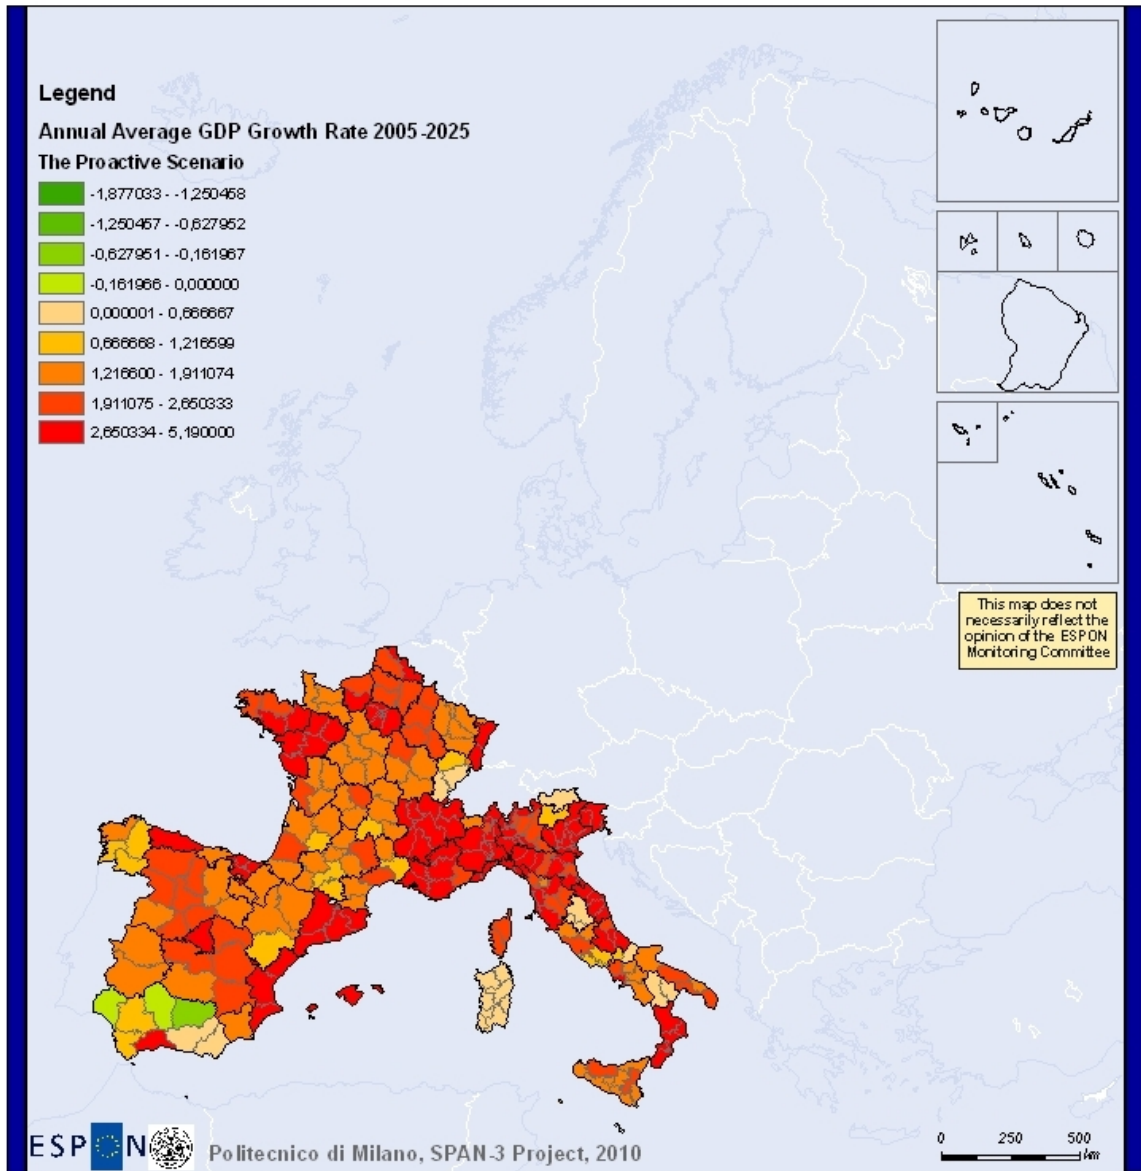 Legend
Annual Average GDP Growth Rate 2005-2025
The Proactive Scenario
-1,877033 - -1,250458
-1,250457 - -0,627952
-0,627951 - -0,161967
-0,161966 - 0,000000
0,000001 - 0,666667
0,666668 - 1,216599
1,216600 - 1,911074
1,911075 - 2,650333
2,650334 - 5,190000
This map does not
necessarily reflect the
opinion of the ESPON
Monitoring Committee
ESPON
Politecnico di Milano, SPAN-3 Project, 2010
0 250 500
km